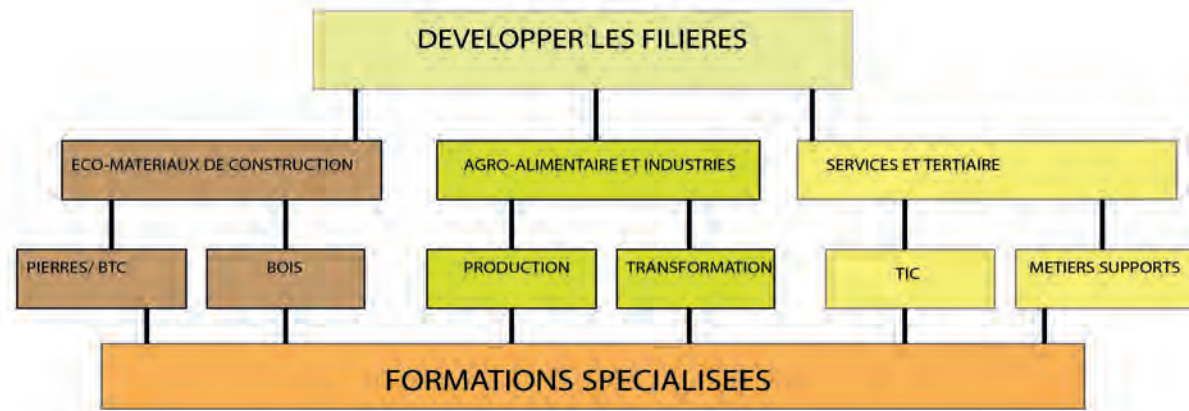 DEVELOPPER LES FILIERES
ECO-MATERIAUX DE CONSTRUCTION
AGRO-ALIMENTAIRE ET INDUSTRIES
SERVICES ET TERTIAIRE
PIERRES/ BTC
BOIS
PRODUCTION
TRANSFORMATION
TIC
METIERS SUPPORTS
FORMATIONS SPECIALISEES